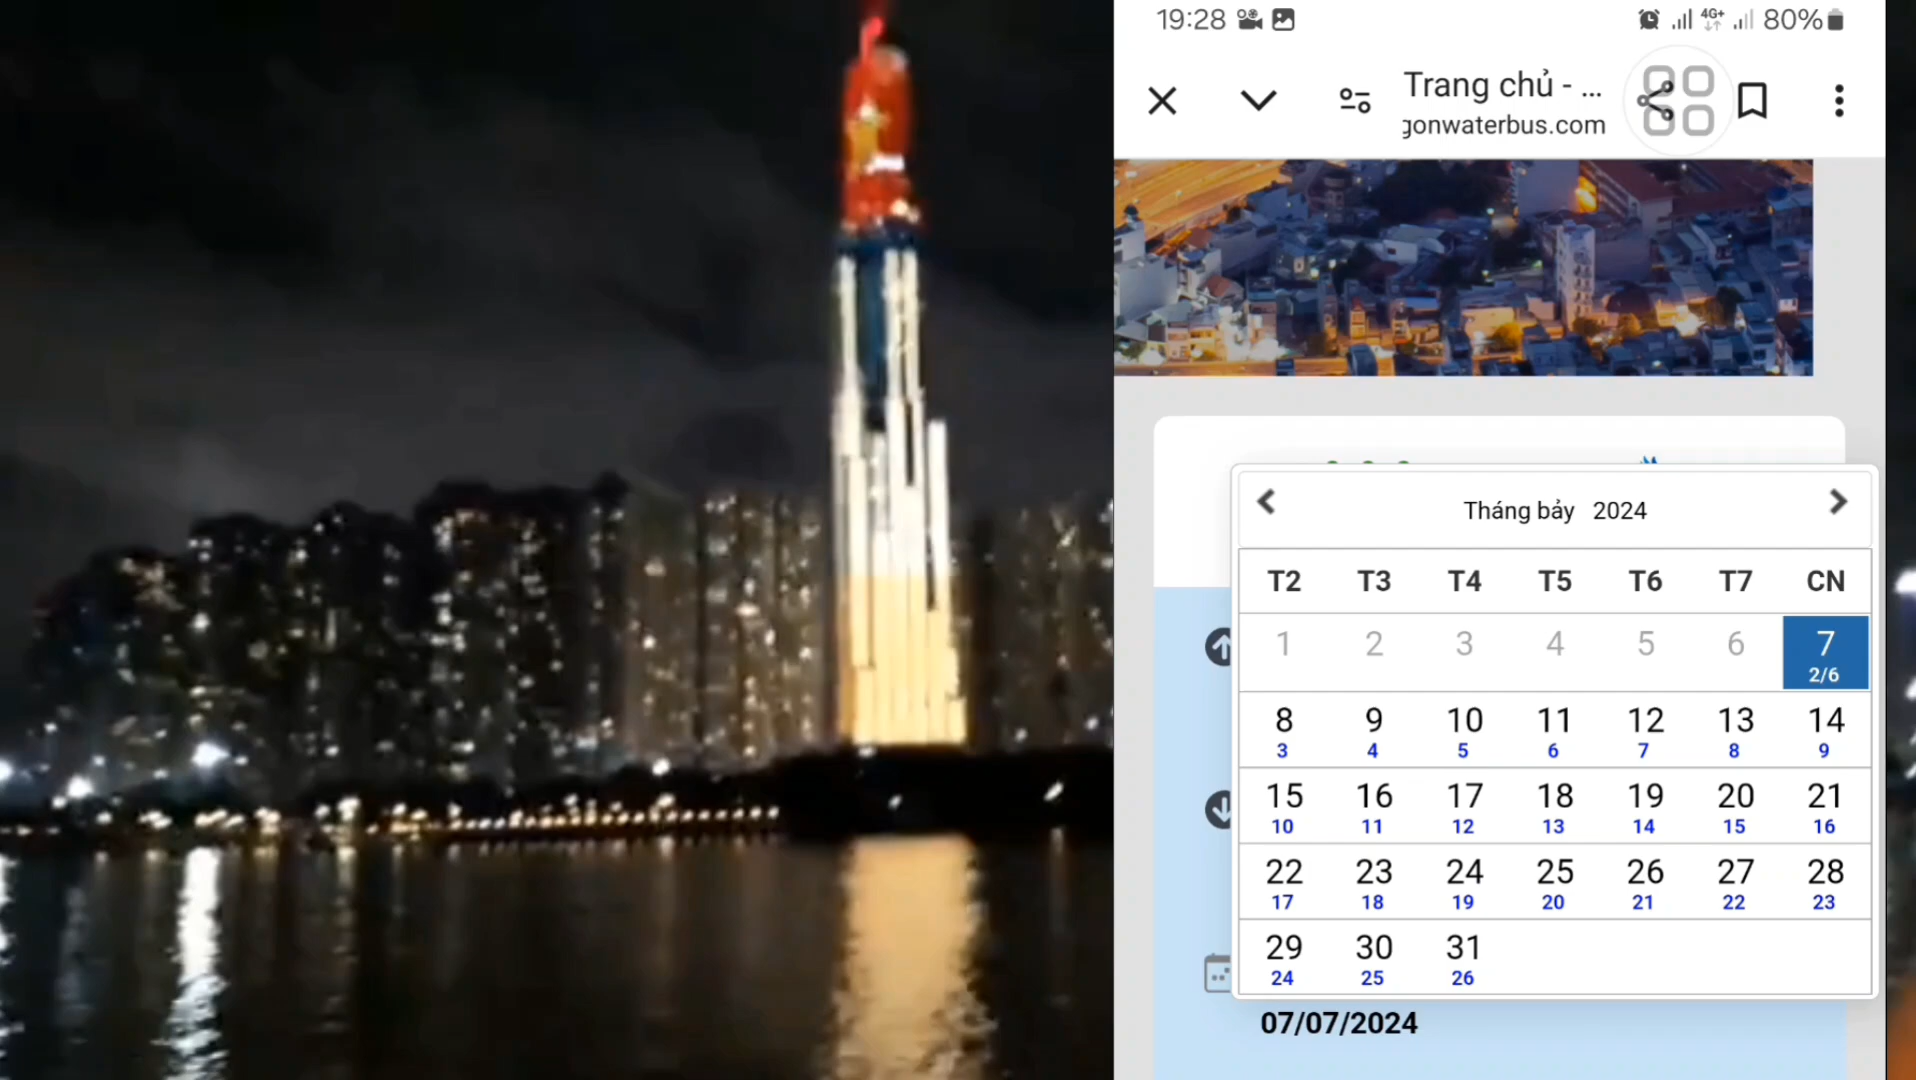 19:28 4G+ 80%
Trang chủ - ...
gonwaterbus.com
Tháng bảy 2024
T2 T3 T4 T5 T6 T7 CN
1 2 3 4 5 6 7
2/6
8 9 10 11 12 13 14
3 4 5 6 7 8 9
15 16 17 18 19 20 21
10 11 12 13 14 15 16
22 23 24 25 26 27 28
17 18 19 20 21 22 23
29 30 31
24 25 26
07/07/2024